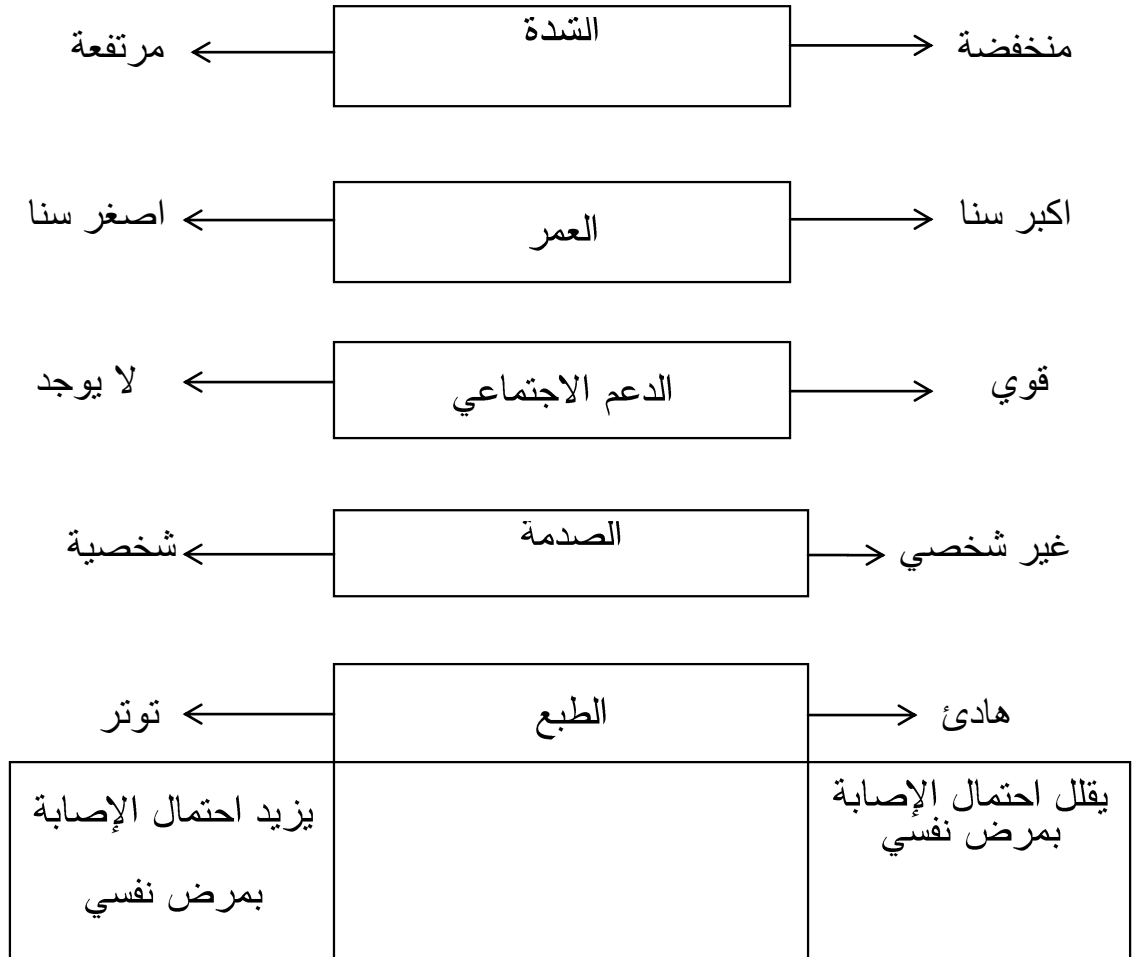 منخفضة
الشدة
مرتفعة
اكبر سنا
العمر
اصغر سنا
قوي
الدعم الاجتماعي
لا يوجد
غير شخصي
الصدمة
شخصية
هادئ
الطبع
توتر
يقلل احتمال الإصابة
بمرض نفسي
يزيد احتمال الإصابة
بمرض نفسي